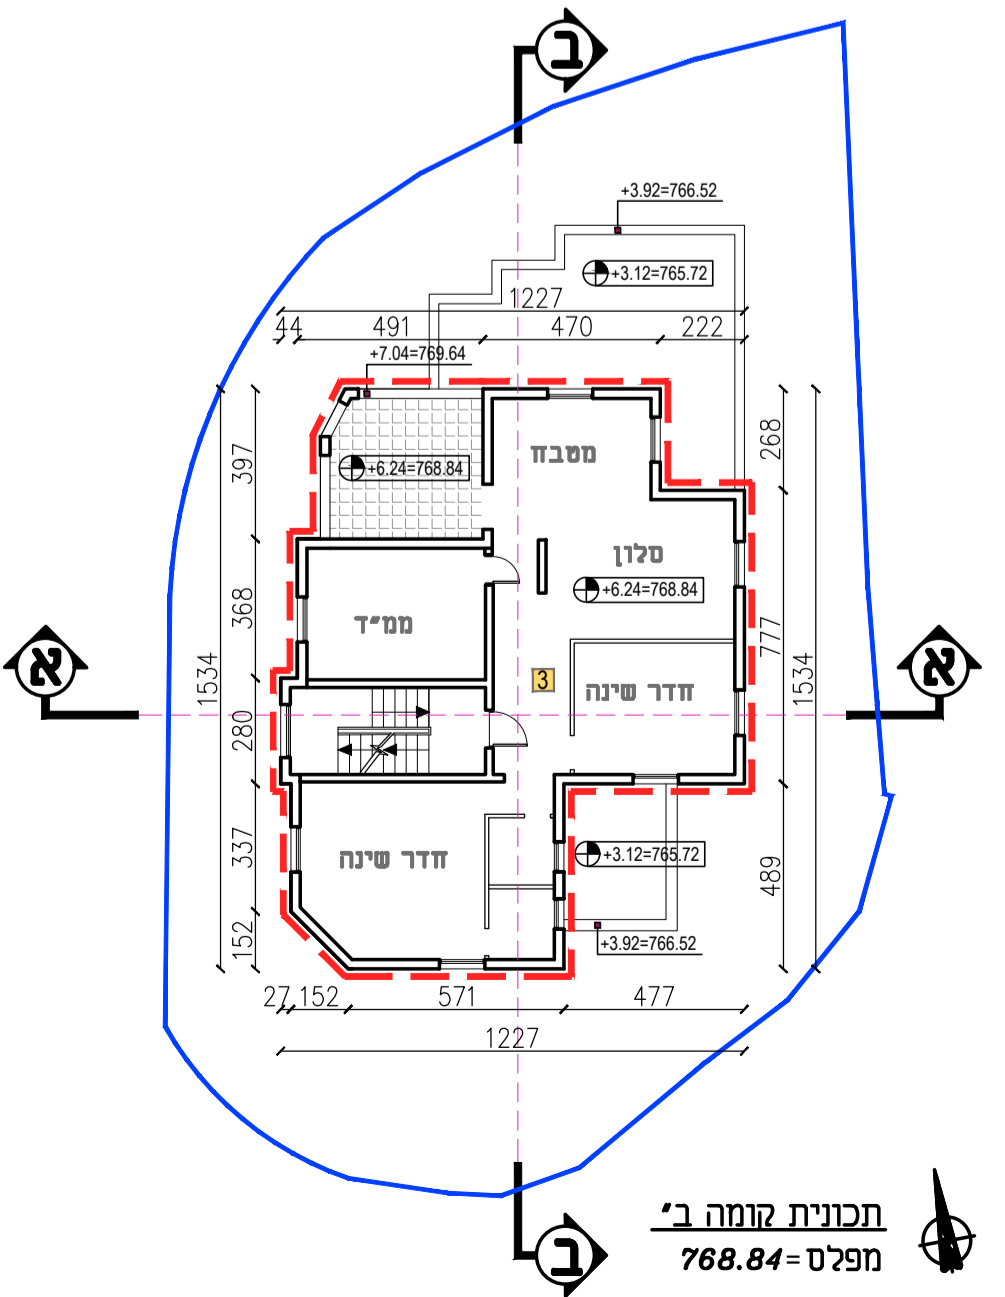 ב
+3.92=766.52
+3.12=765.72
1227
44 491 470 222
+7.04=769.64
מטבח
+6.24=768.84
סלון
+6.24=768.84
ממ״ד
3
חדר שינה
חדר שינה
+3.12=765.72
+3.92=766.52
397
368
280
337
152
1534
268
777
489
1534
א
א
27 152 571 477
1227
ב
תכונית קומה ב'
מפלס=768.84